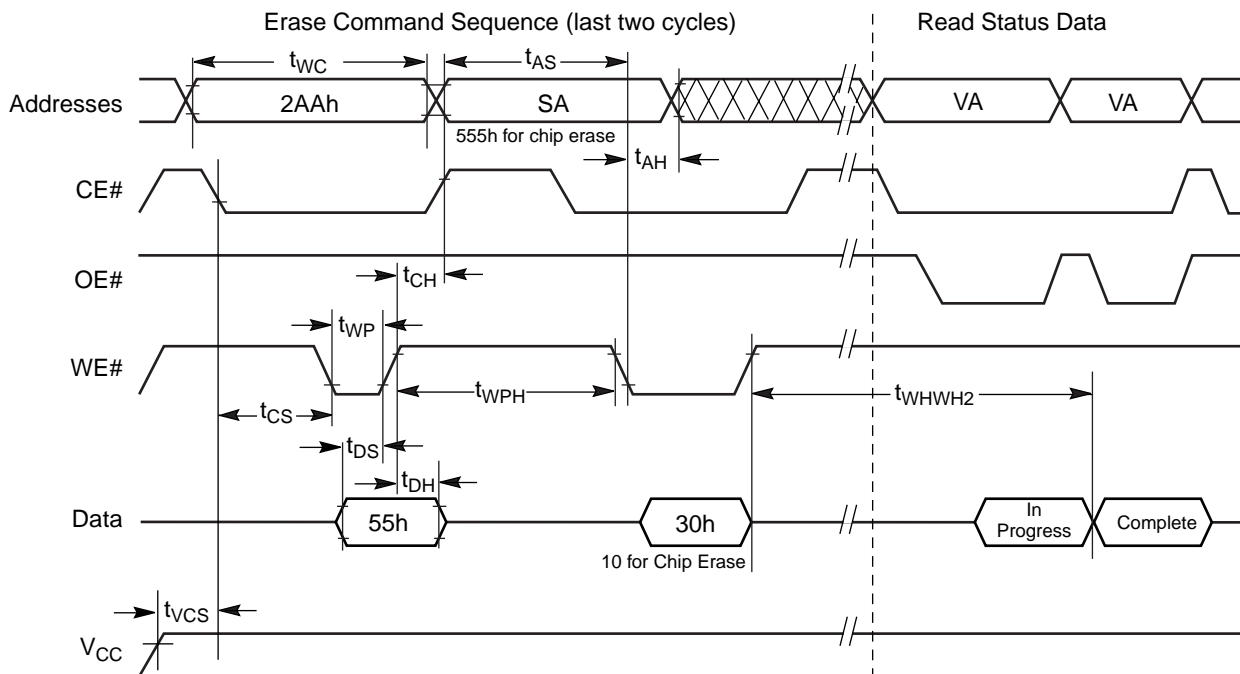 Erase Command Sequence (last two cycles)
Read Status Data
tWC
tAS
Addresses
2AAh
SA
VA
VA
555h for chip erase
tAH
CE#
OE#
tCH
tWP
WE#
tWPH
tWHWH2
tCS
tDS
tDH
Data
55h
30h
In
Progress
Complete
10 for Chip Erase
tVCS
VCC